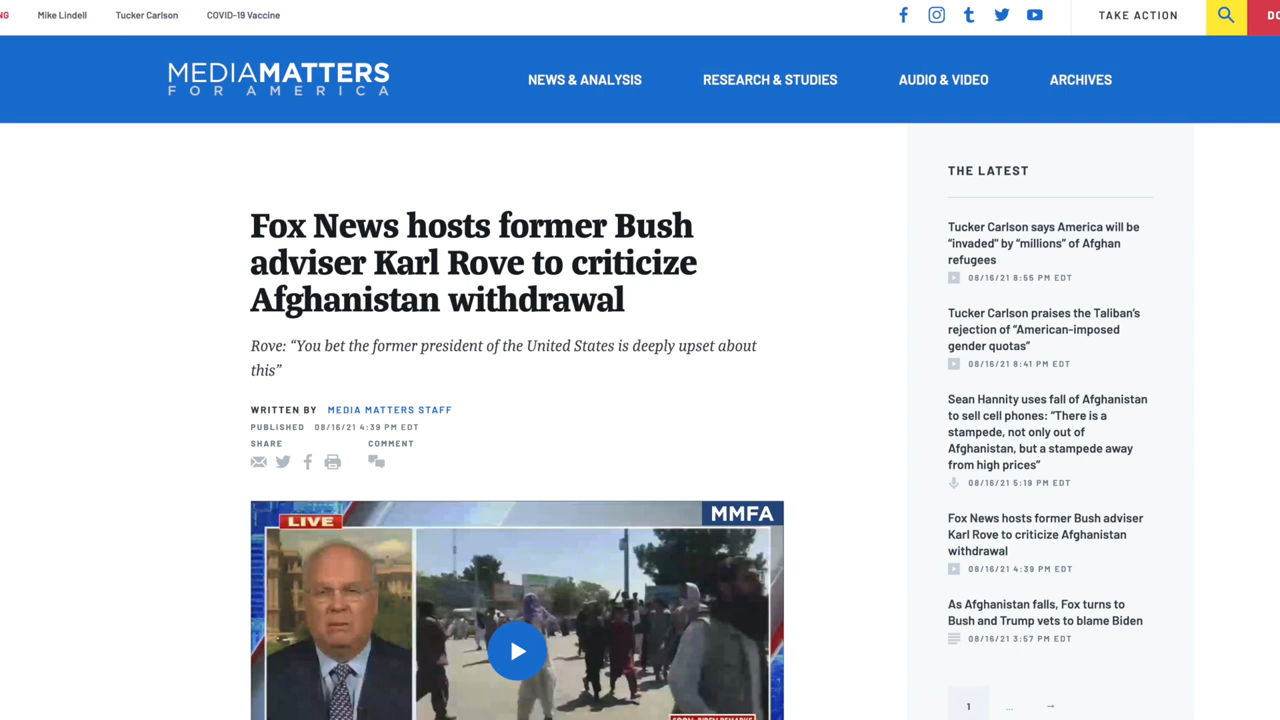 NG
Mike Lindell
Tucker Carlson
COVID-19 Vaccine
TAKE ACTION
DO
MEDIAMATTERS
FOR AMERICA
NEWS & ANALYSIS
RESEARCH & STUDIES
AUDIO & VIDEO
ARCHIVES
Fox News hosts former Bush
adviser Karl Rove to criticize
Afghanistan withdrawal
Rove: “You bet the former president of the United States is deeply upset about
this”
WRITTEN BY MEDIA MATTERS STAFF
PUBLISHED 08/16/21 4:39 PM EDT
SHARE
COMMENT
LIVE
MMFA
SOON: BIDEN REMARKS
THE LATEST
Tucker Carlson says America will be
“invaded" by “millions” of Afghan
refugees
08/16/21 8:55 PM EDT
Tucker Carlson praises the Taliban’s
rejection of “American-imposed
gender quotas”
08/16/21 8:41 PM EDT
Sean Hannity uses fall of Afghanistan
to sell cell phones: “There is a
stampede, not only out of
Afghanistan, but a stampede away
from high prices”
08/16/21 5:19 PM EDT
Fox News hosts former Bush adviser
Karl Rove to criticize Afghanistan
withdrawal
08/16/21 4:39 PM EDT
As Afghanistan falls, Fox turns to
Bush and Trump vets to blame Biden
08/16/21 3:57 PM EDT
1 ... →